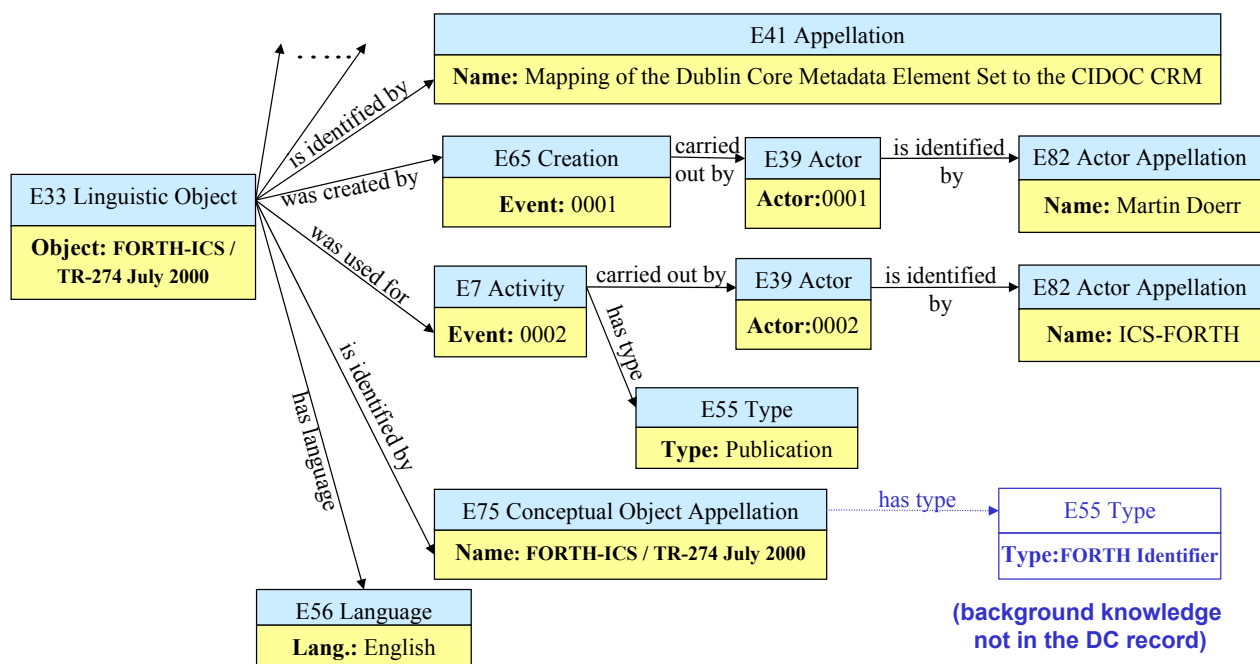 .....
E41 Appellation
Name: Mapping of the Dublin Core Metadata Element Set to the CIDOC CRM
is identified by
E65 Creation
Event: 0001
carried
out by
E39 Actor
Actor:0001
is identified
by
E82 Actor Appellation
Name: Martin Doerr
was created by
E33 Linguistic Object
Object: FORTH-ICS /
TR-274 July 2000
was used for
E7 Activity
Event: 0002
carried out by
E39 Actor
Actor:0002
is identified
by
E82 Actor Appellation
Name: ICS-FORTH
has type
E55 Type
Type: Publication
is identified by
E75 Conceptual Object Appellation
Name: FORTH-ICS / TR-274 July 2000
has type
E55 Type
Type:FORTH Identifier
(background knowledge
not in the DC record)
has language
E56 Language
Lang.: English